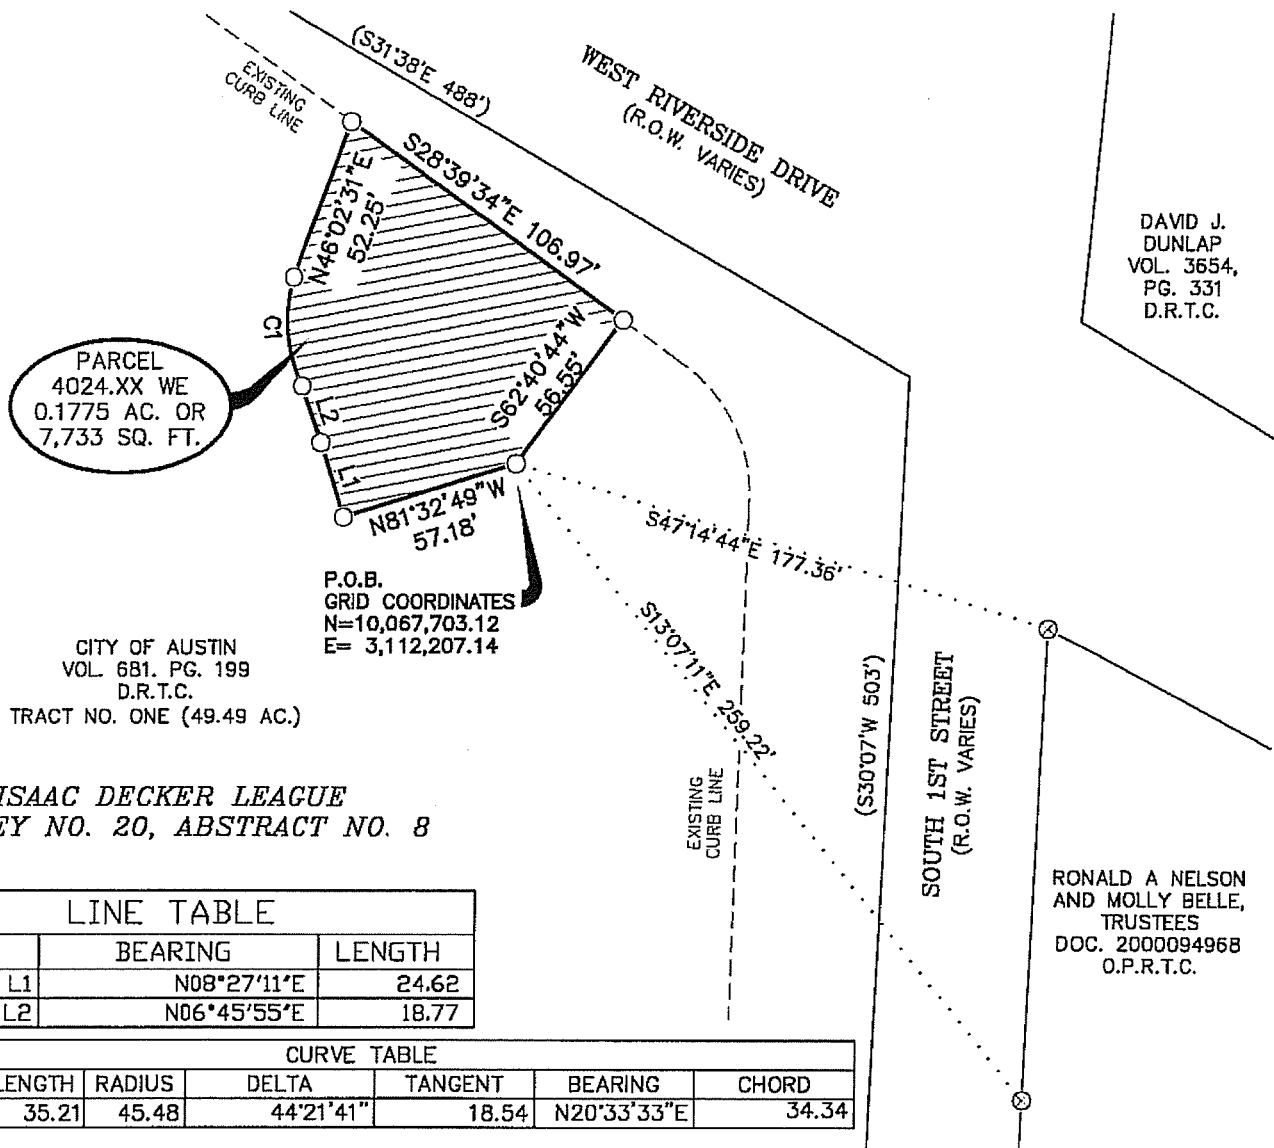 (S31°38'E 488')
WEST RIVERSIDE DRIVE
(R.O.W. VARIES)
EXISTING
CURB LINE
S28°39'34"E 106.97'
N46°02'31"E
52.25'
DAVID J.
DUNLAP
VOL. 3654,
PG. 331
D.R.T.C.
C1
PARCEL
4024.XX WE
0.1775 AC. OR
7,733 SQ. FT.
S62°40'44"W
56.55'
L2
L1
N81°32'49"W
57.18'
S47°14'44"E 177.36'
P.O.B.
GRID COORDINATES
N=10,067,703.12
E= 3,112,207.14
S13°07'11"E 259.22'
CITY OF AUSTIN
VOL. 681. PG. 199
D.R.T.C.
TRACT NO. ONE (49.49 AC.)
(S30°07'W 503')
SOUTH 1ST STREET
(R.O.W. VARIES)
EXISTING
CURB LINE
ISAAC DECKER LEAGUE
EY NO. 20, ABSTRACT NO. 8
RONALD A NELSON
AND MOLLY BELLE,
TRUSTEES
DOC. 2000094968
O.P.R.T.C.
LINE TABLE
BEARING LENGTH
L1 N08°27'11"E 24.62
L2 N06°45'55"E 18.77
CURVE TABLE
LENGTH RADIUS DELTA TANGENT BEARING CHORD
35.21 45.48 44°21'41" 18.54 N20°33'33"E 34.34